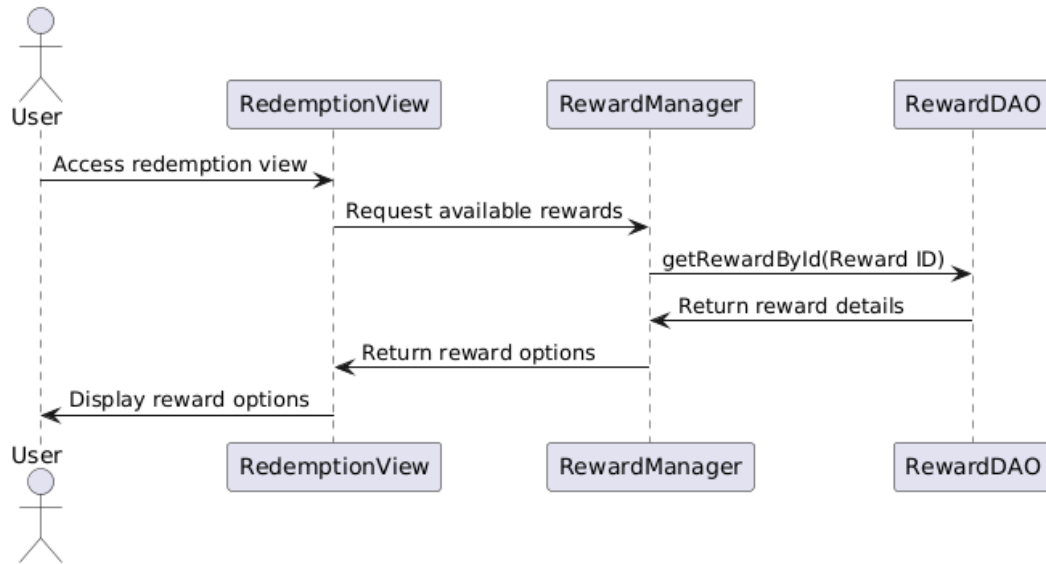 User
RedemptionView
RewardManager
RewardDAO
Access redemption view
Request available rewards
getRewardById(Reward ID)
Return reward details
Return reward options
Display reward options
User
RedemptionView
RewardManager
RewardDAO